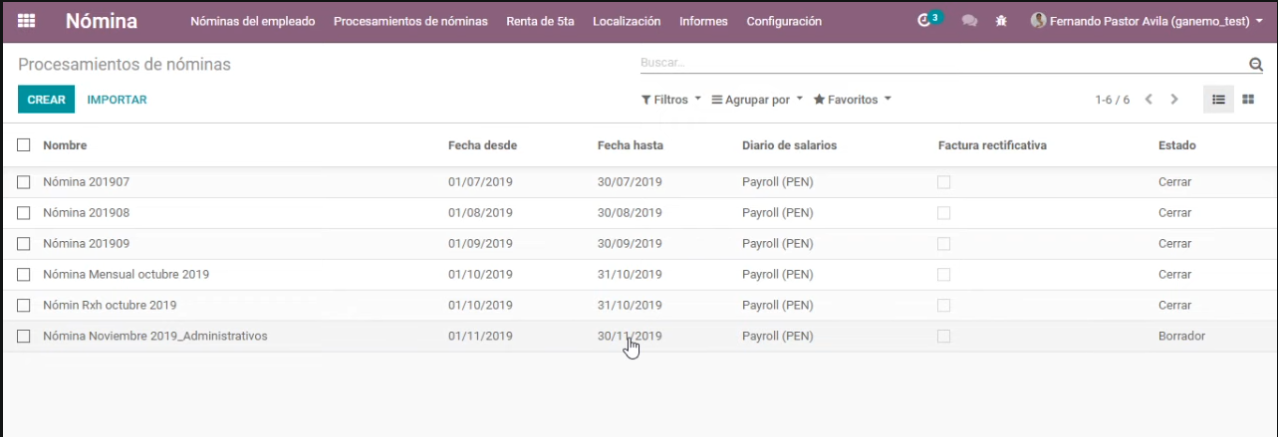 Nómina Nóminas del empleado Procesamientos de nóminas Renta de 5ta Localización Informes Configuración 3 Fernando Pastor Avila (ganemo_test)
Procesamientos de nóminas Buscar...
CREAR IMPORTAR Filtros Agrupar por Favoritos 1-6 / 6
Nombre Fecha desde Fecha hasta Diario de salarios Factura rectificativa Estado
Nómina 201907 01/07/2019 30/07/2019 Payroll (PEN) Cerrar
Nómina 201908 01/08/2019 30/08/2019 Payroll (PEN) Cerrar
Nómina 201909 01/09/2019 30/09/2019 Payroll (PEN) Cerrar
Nómina Mensual octubre 2019 01/10/2019 31/10/2019 Payroll (PEN) Cerrar
Nómin Rxh octubre 2019 01/10/2019 31/10/2019 Payroll (PEN) Cerrar
Nómina Noviembre 2019_Administrativos 01/11/2019 30/11/2019 Payroll (PEN) Borrador